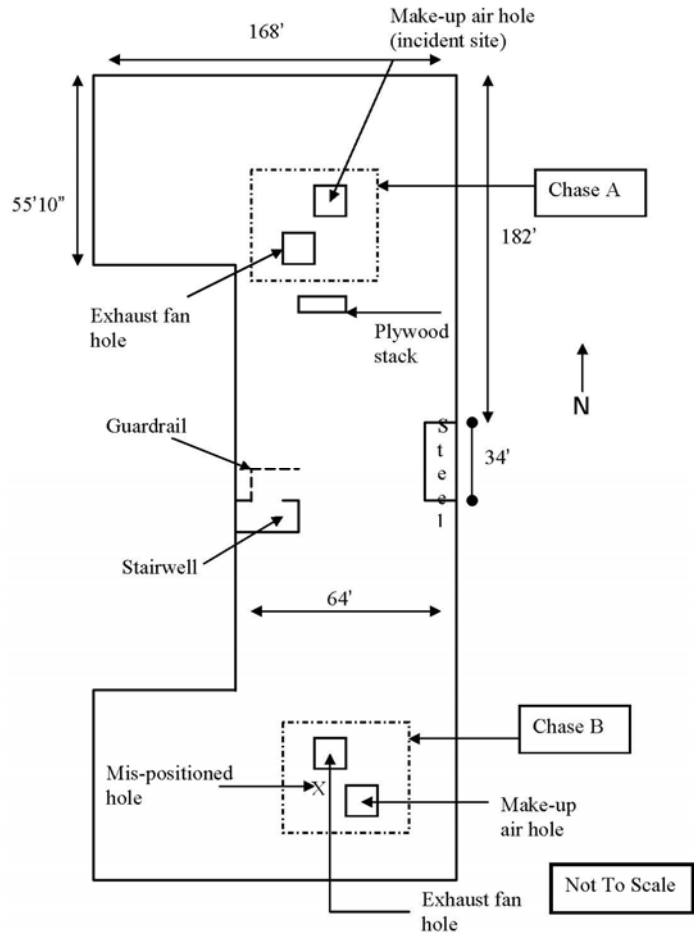 Make-up air hole
(incident site)
168'
55'10"
Chase A
182'
Exhaust fan
hole
Plywood
stack
N
Guardrail
Steel
34'
Stairwell
64'
Chase B
Mis-positioned
hole
X
Make-up
air hole
Exhaust fan
hole
Not To Scale